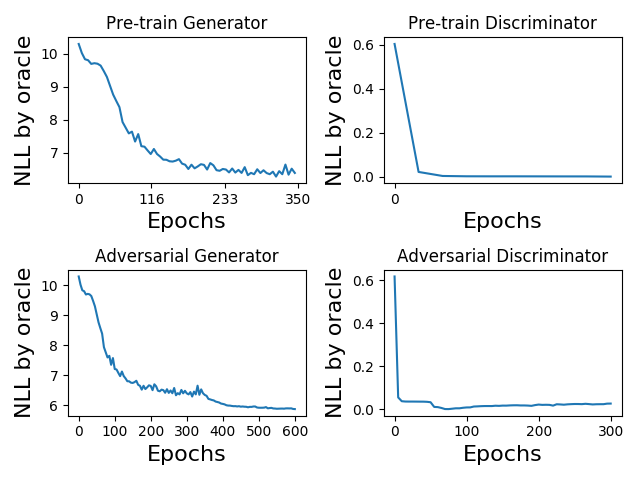 Pre-train Generator
NLL by oracle
10
9
8
7
0 116 233 350
Epochs
Pre-train Discriminator
NLL by oracle
0.6
0.4
0.2
0.0
0
Epochs
Adversarial Generator
NLL by oracle
10
9
8
7
6
0 100 200 300 400 500 600
Epochs
Adversarial Discriminator
NLL by oracle
0.6
0.4
0.2
0.0
0 100 200 300
Epochs